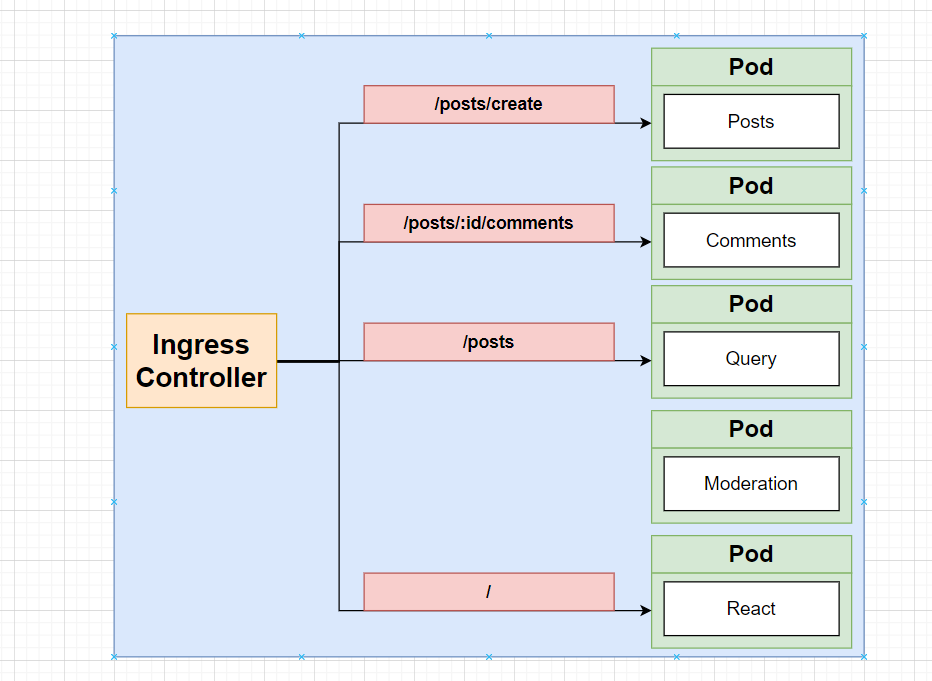 Pod
/posts/create
Posts
Pod
/posts/:id/comments
Comments
Pod
Ingress
Controller
/posts
Query
Pod
Moderation
Pod
/
React